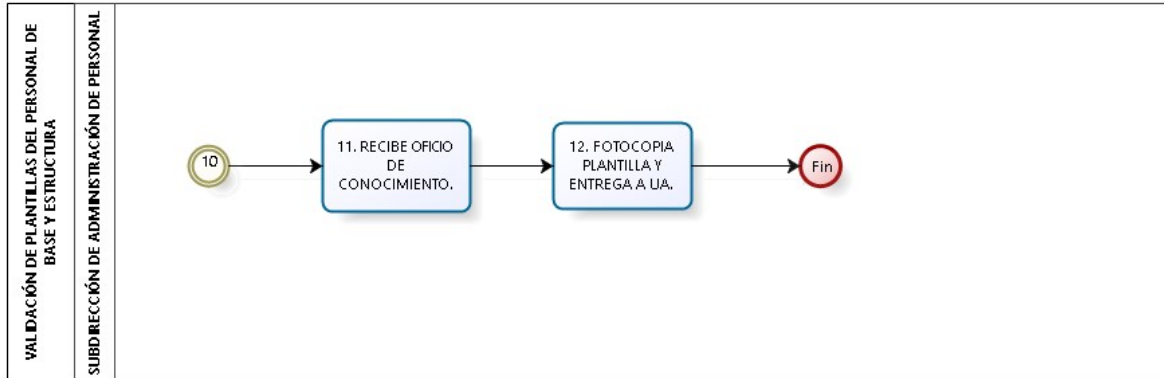 VALIDACIÓN DE PLANTILLAS DEL PERSONAL DE
BASE Y ESTRUCTURA
SUBDIRECCIÓN DE ADMINISTRACIÓN DE PERSONAL
10
11. RECIBE OFICIO
DE
CONOCIMIENTO.
12. FOTOCOPIA
PLANTILLA Y
ENTREGA A UA.
Fin